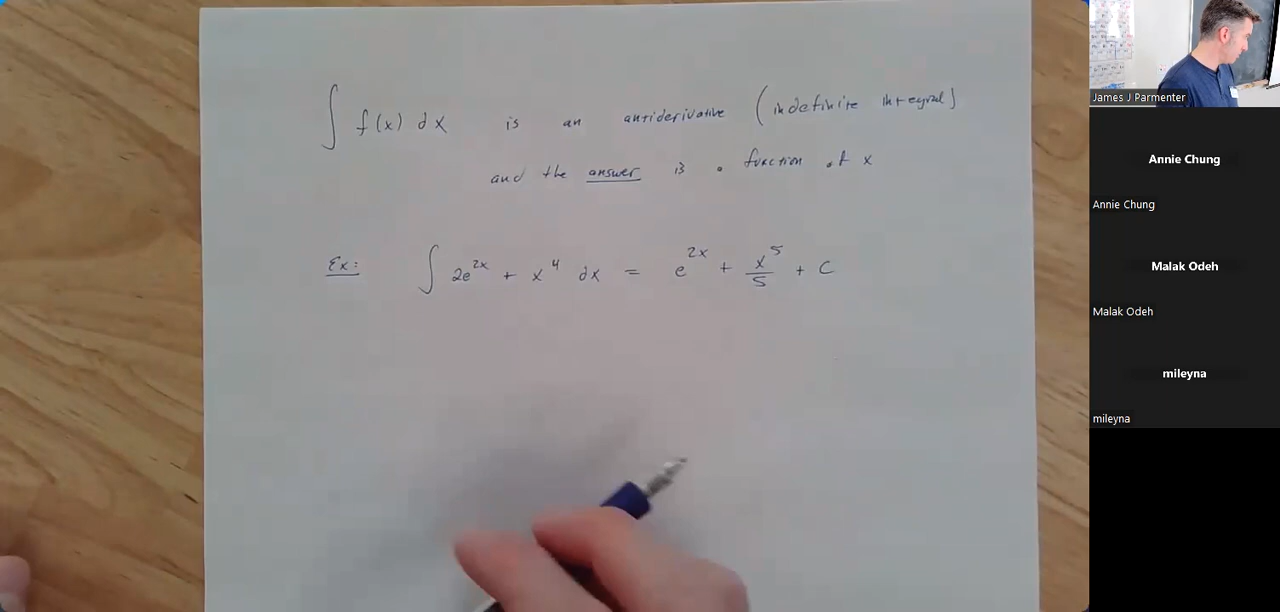 ∫ f(x) dx is an antiderivative (indefinite integral)
and the answer is a function of x
Ex: ∫ 2e^{2x} + x^4 dx = e^{2x} + x^5/5 + C
James J Parmenter
Annie Chung
Annie Chung
Malak Odeh
Malak Odeh
mileyna
mileyna